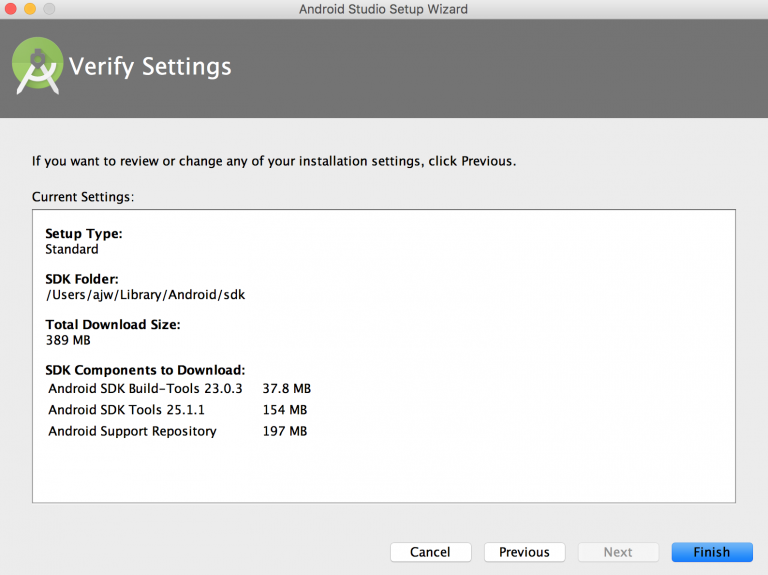 Android Studio Setup Wizard
Verify Settings
If you want to review or change any of your installation settings, click Previous.
Current Settings:
Setup Type:
Standard
SDK Folder:
/Users/ajw/Library/Android/sdk
Total Download Size:
389 MB
SDK Components to Download:
Android SDK Build-Tools 23.0.3 37.8 MB
Android SDK Tools 25.1.1 154 MB
Android Support Repository 197 MB
Cancel Previous Next Finish